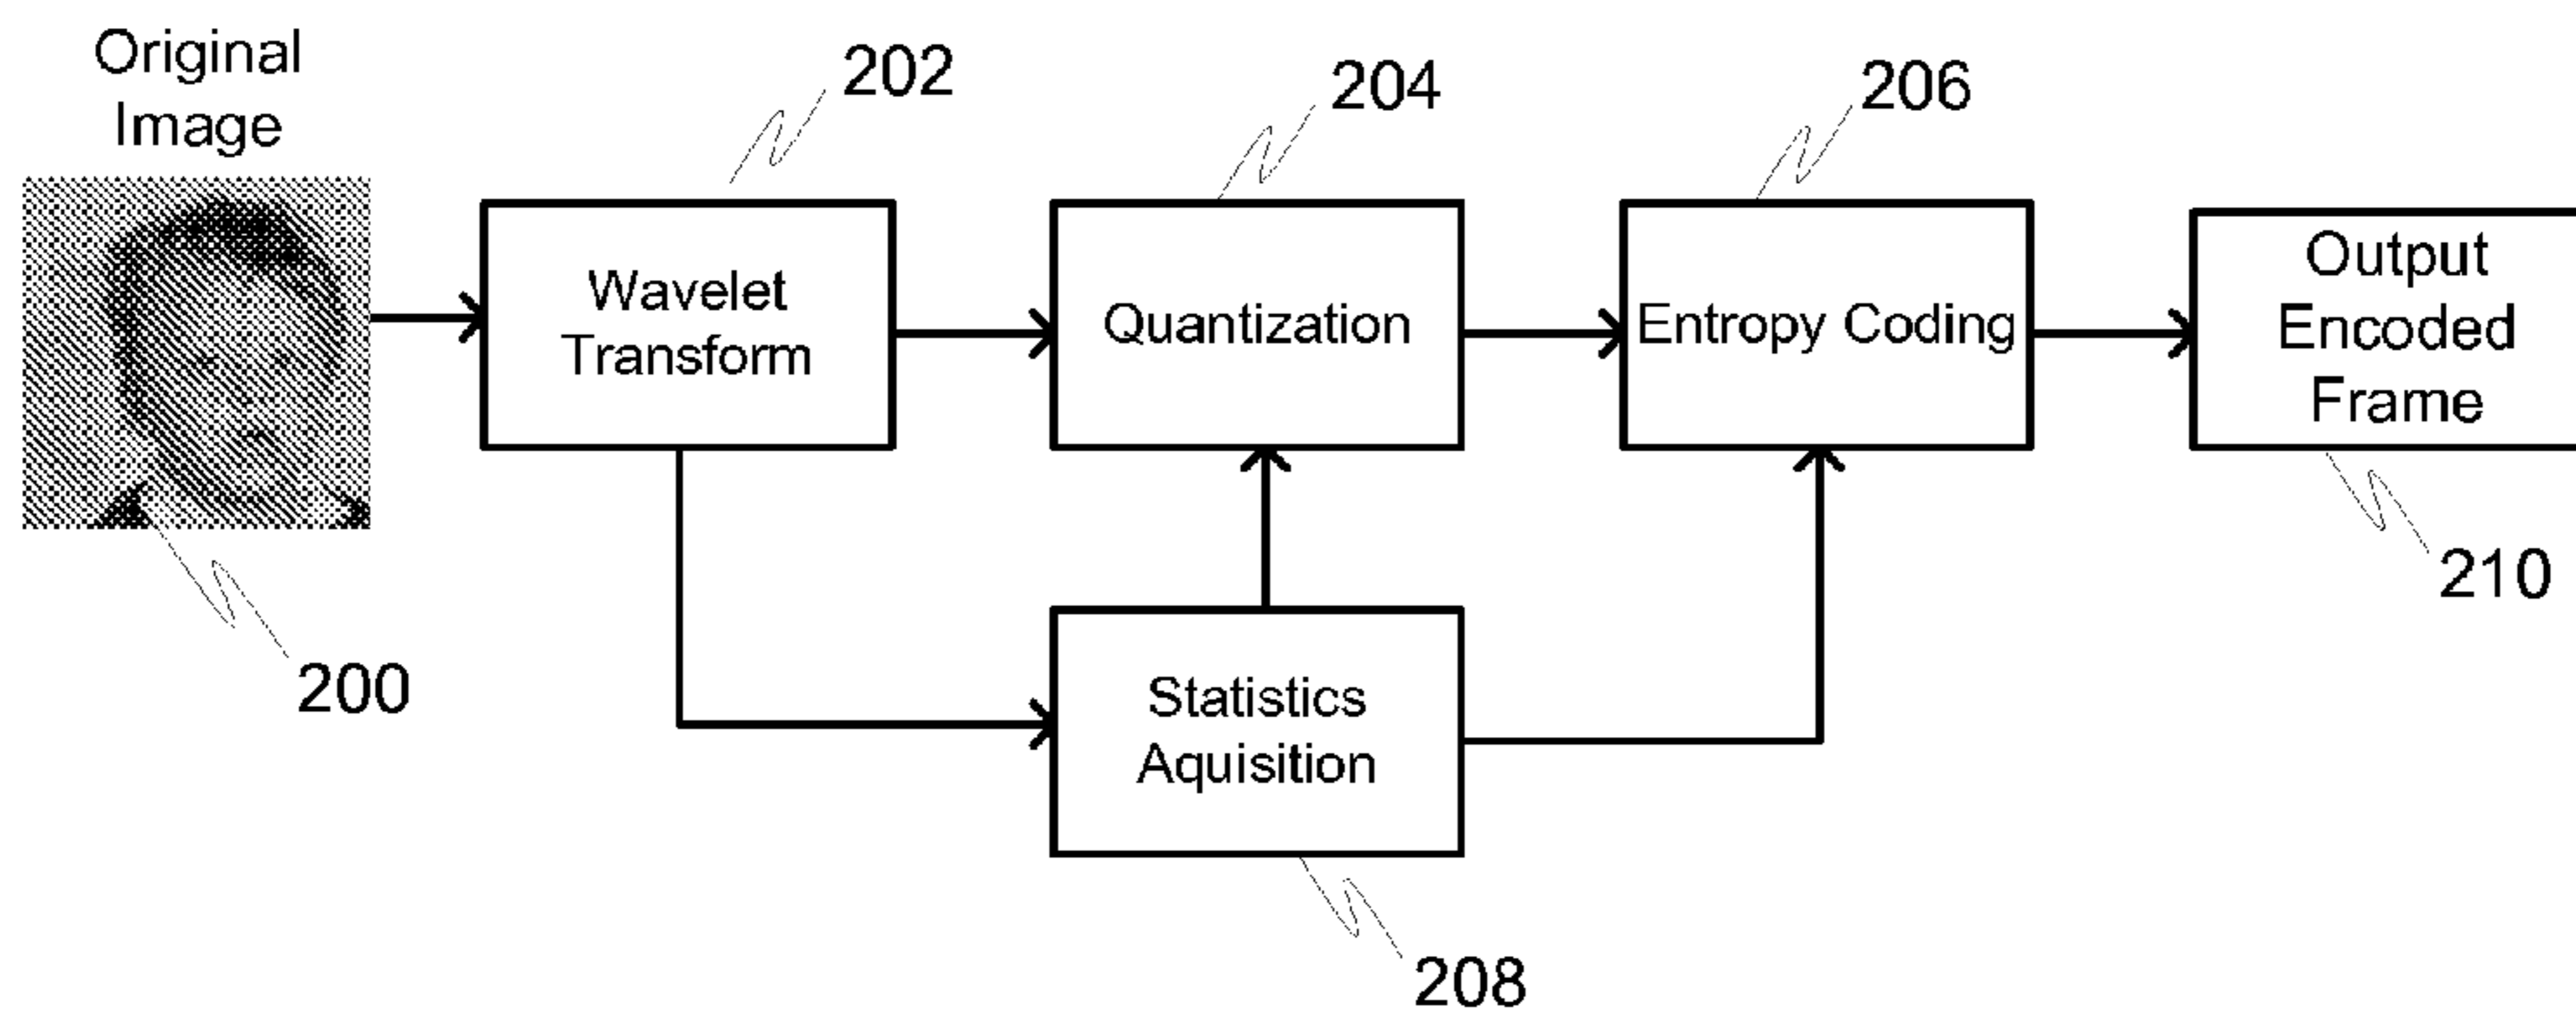 Original
Image
202
204
206
Wavelet
Transform
Quantization
Entropy Coding
Output
Encoded
Frame
210
200
Statistics
Aquisition
208